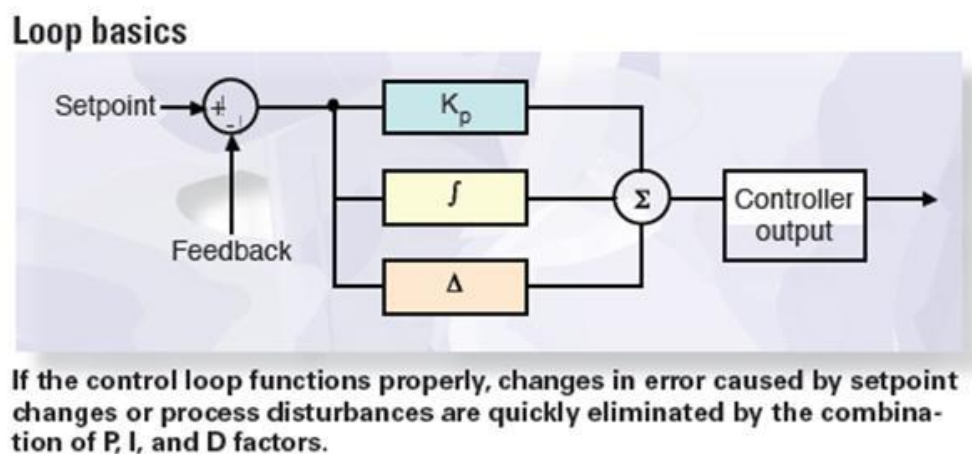 Loop basics
Setpoint
+
-
K_p
∫
Δ
Σ
Controller
output
Feedback
If the control loop functions properly, changes in error caused by setpoint
changes or process disturbances are quickly eliminated by the combina-
tion of P, I, and D factors.